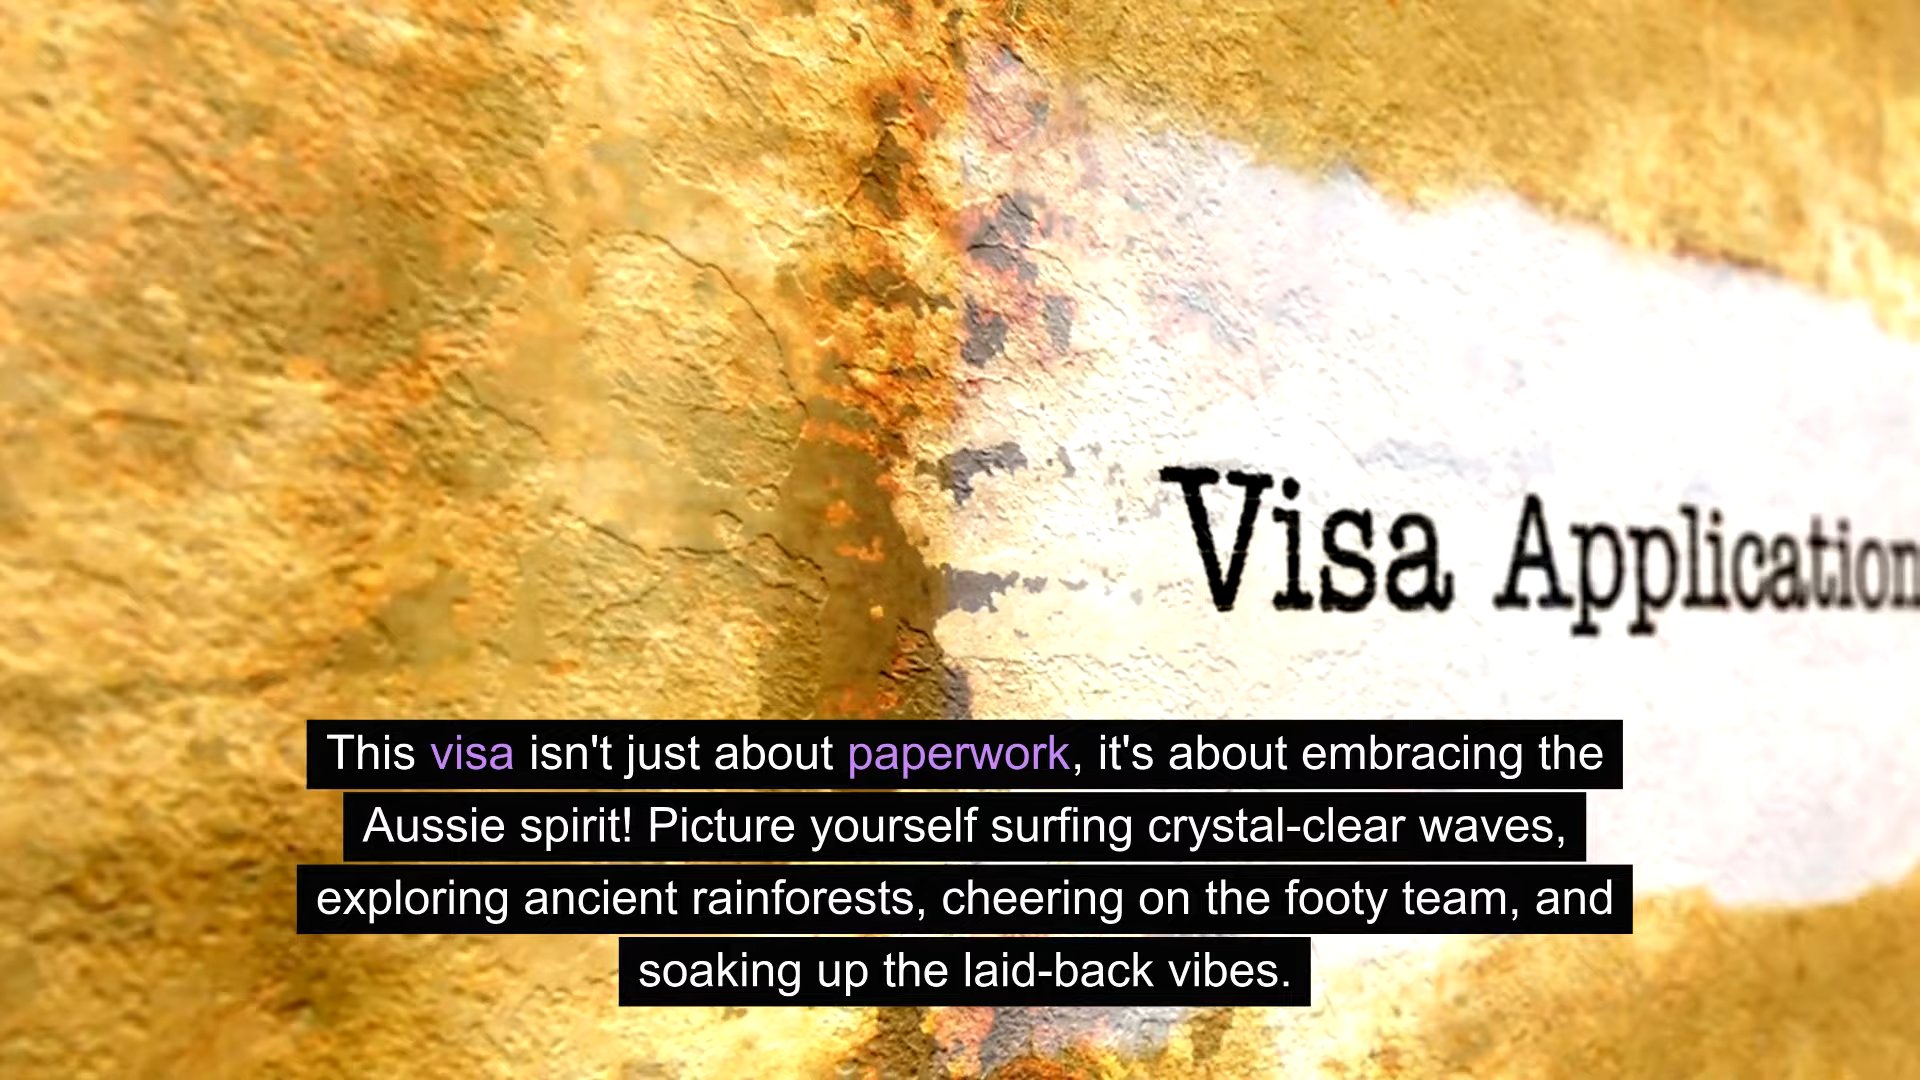 Visa Application
This visa isn't just about paperwork, it's about embracing the
Aussie spirit! Picture yourself surfing crystal-clear waves,
exploring ancient rainforests, cheering on the footy team, and
soaking up the laid-back vibes.